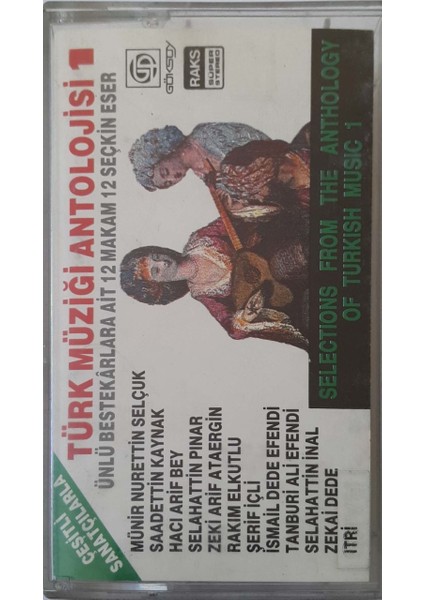 ÇEŞİTLİ
SANATÇILARLA
TÜRK MÜZİĞİ ANTOLOJİSİ 1
ÜNLÜ BESTEKÂRLARA AİT 12 MAKAM 12 SEÇKİN ESER
GÖKSOY
RAKS
SUPER
STEREO
MÜNİR NURETTİN SELÇUK
SAADETTİN KAYNAK
HACI ARİF BEY
SELAHATTİN PINAR
ZEKİ ARİF ATAERGİN
RAKIM ELKUTLU
ŞERİF İÇLİ
İSMAİL DEDE EFENDİ
TANBURİ ALİ EFENDİ
SELAHATTİN İNAL
ZEKAİ DEDE
ITRİ
SELECTIONS FROM THE ANTHOLOGY
OF TURKISH MUSIC 1